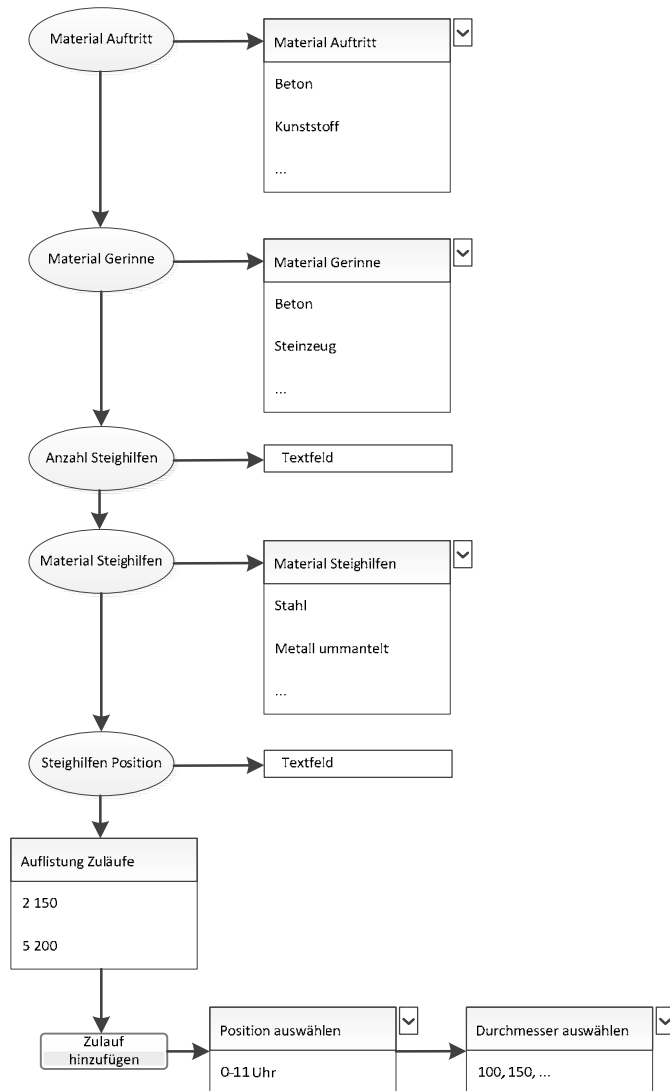 Material Auftritt
Material Auftritt
Beton
Kunststoff
...
Material Gerinne
Material Gerinne
Beton
Steinzeug
...
Anzahl Steighilfen
Textfeld
Material Steighilfen
Material Steighilfen
Stahl
Metall ummantelt
...
Steighilfen Position
Textfeld
Auflistung Zuläufe
2 150
5 200
Zulauf
hinzufügen
Position auswählen
0-11 Uhr
Durchmesser auswählen
100, 150, ...